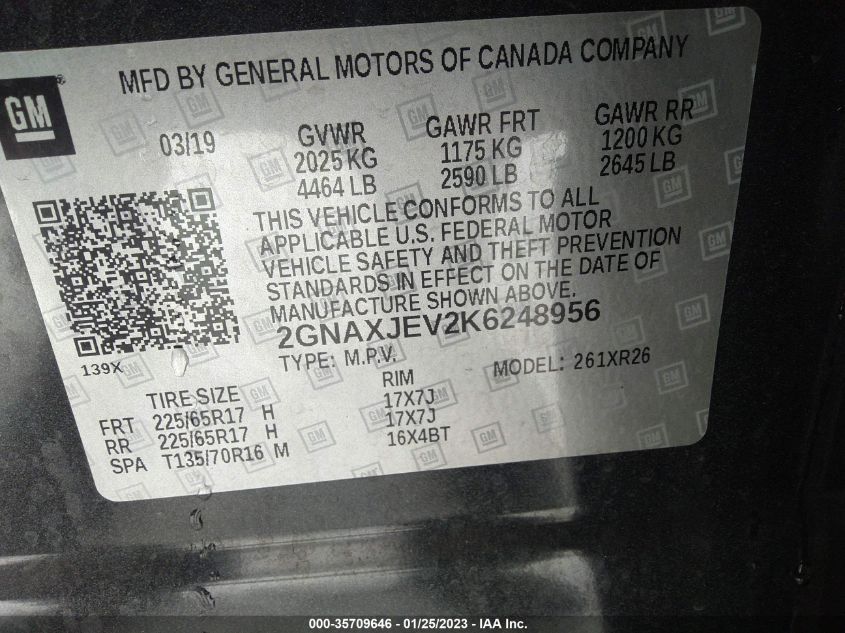 MFD BY GENERAL MOTORS OF CANADA COMPANY
GM
03/19
GVWR
2025 KG
4464 LB
GAWR FRT
1175 KG
2590 LB
GAWR RR
1200 KG
2645 LB
THIS VEHICLE CONFORMS TO ALL
APPLICABLE U.S. FEDERAL MOTOR
VEHICLE SAFETY AND THEFT PREVENTION
STANDARDS IN EFFECT ON THE DATE OF
MANUFACTURE SHOWN ABOVE.
2GNAXJEV2K6248956
139X
TYPE: M.P.V. MODEL: 261XR26
TIRE SIZE RIM
FRT 225/65R17 H 17X7J
RR 225/65R17 H 17X7J
SPA T135/70R16 M 16X4BT
000-35709646 - 01/25/2023 - IAA Inc.